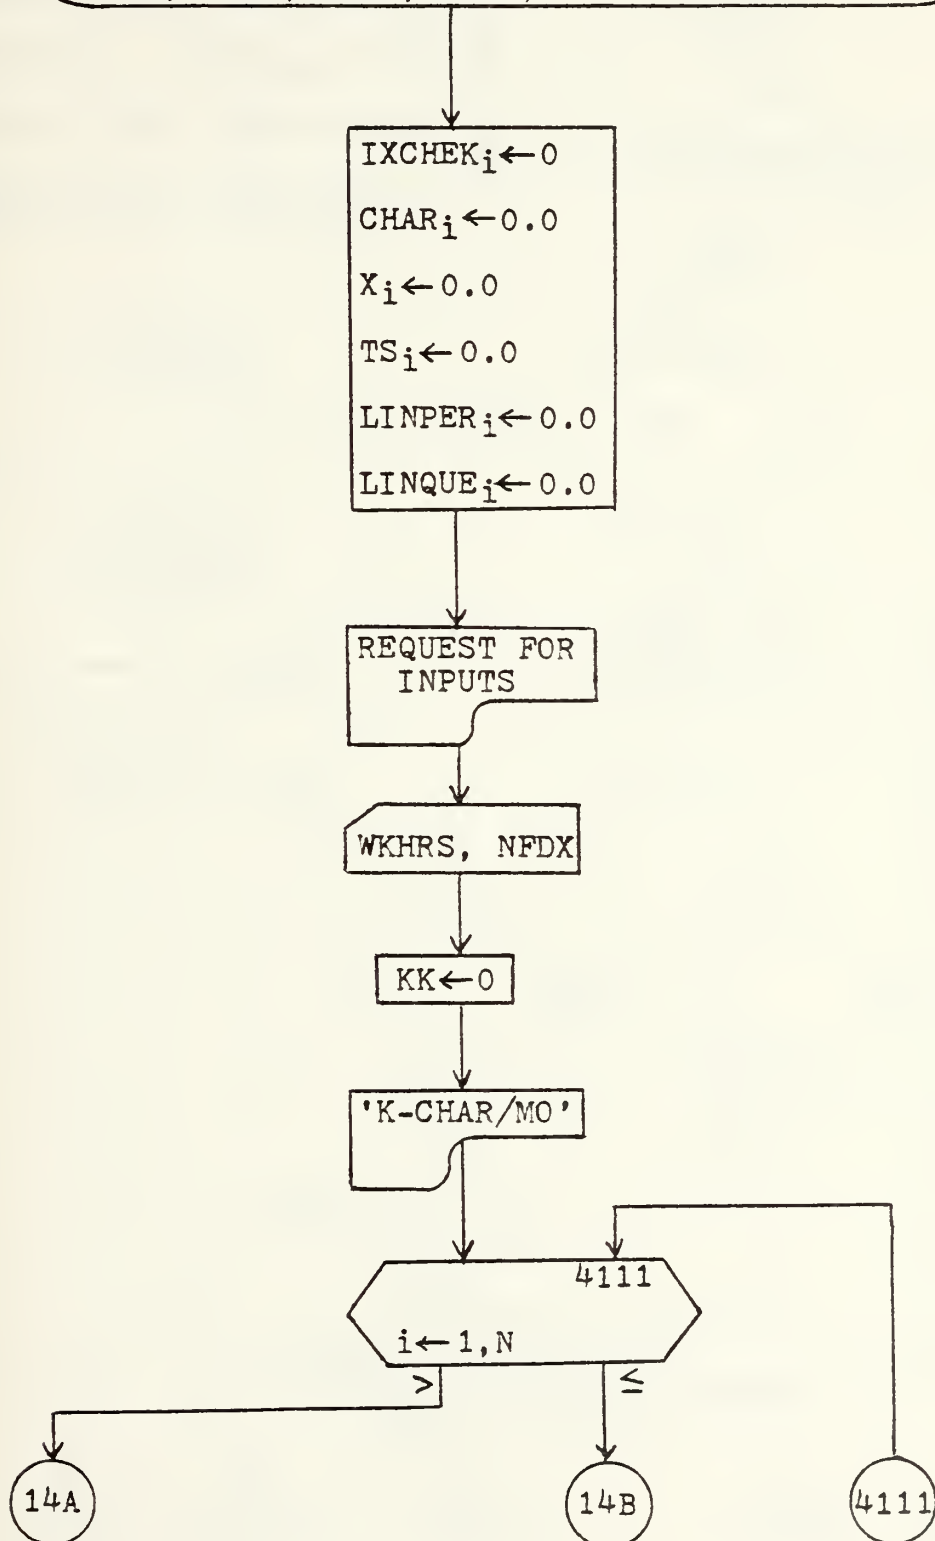 IXCHEKi←0
CHARi←0.0
Xi←0.0
TSi←0.0
LINPERi←0.0
LINQUEi←0.0
REQUEST FOR
INPUTS
WKHRS, NFDX
KK←0
'K-CHAR/MO'
4111
i←1,N
>
≤
14A
14B
4111